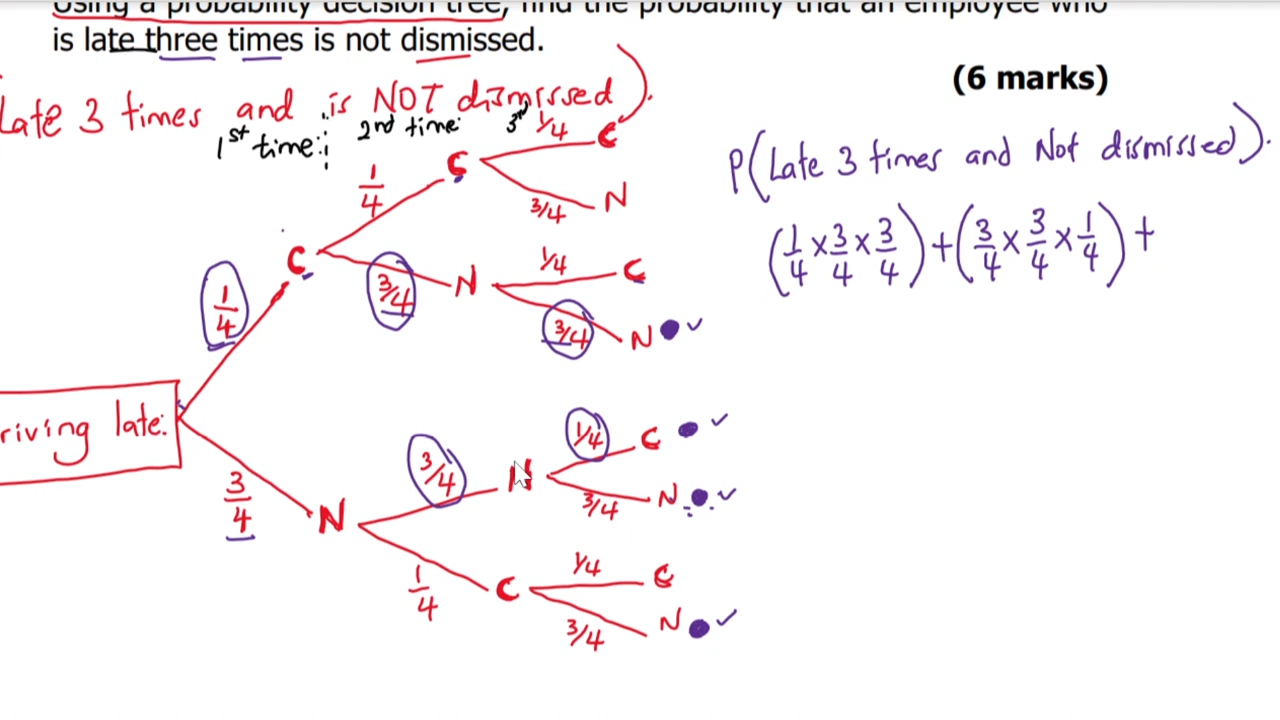 Using a probability decision tree, find the probability that an employee who
is late three times is not dismissed.
(6 marks)
Late 3 times and is NOT dismissed).
1st time: 2nd time: 3rd
P(Late 3 times and Not dismissed).
(1/4 × 3/4 × 3/4) + (3/4 × 3/4 × 1/4) +
1/4 C
1/4 C
3/4 N
1/4 C
3/4 N
1/4 C
3/4 N
riving late:
3/4 N
3/4 N
1/4 C
3/4 N
1/4 C
1/4 C
3/4 N